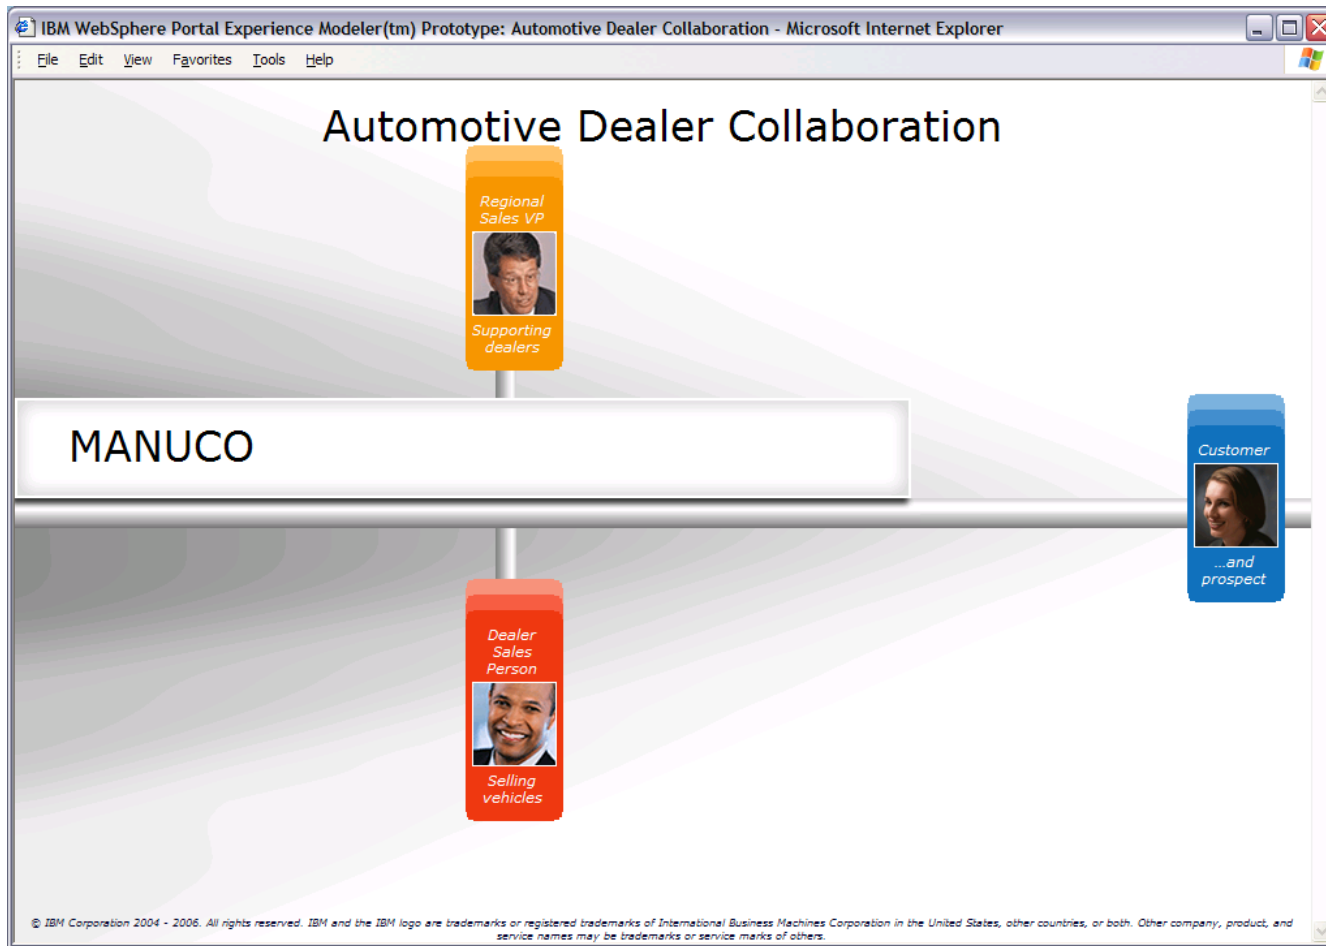 IBM WebSphere Portal Experience Modeler(tm) Prototype: Automotive Dealer Collaboration - Microsoft Internet Explorer
File Edit View Favorites Tools Help
Automotive Dealer Collaboration
Regional
Sales VP
Supporting
dealers
MANUCO
Customer
...and
prospect
Dealer
Sales
Person
Selling
vehicles
© IBM Corporation 2004 - 2006. All rights reserved. IBM and the IBM logo are trademarks or registered trademarks of International Business Machines Corporation in the United States, other countries, or both. Other company, product, and
service names may be trademarks or service marks of others.